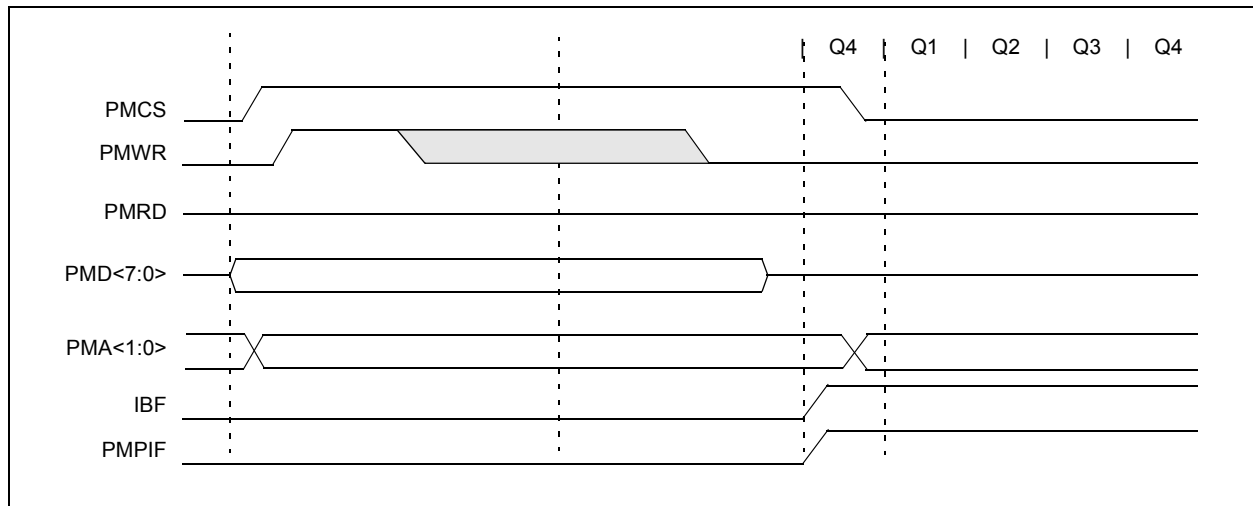 | Q4 | Q1 | Q2 | Q3 | Q4
PMCS
PMWR
PMRD
PMD<7:0>
PMA<1:0>
IBF
PMPIF